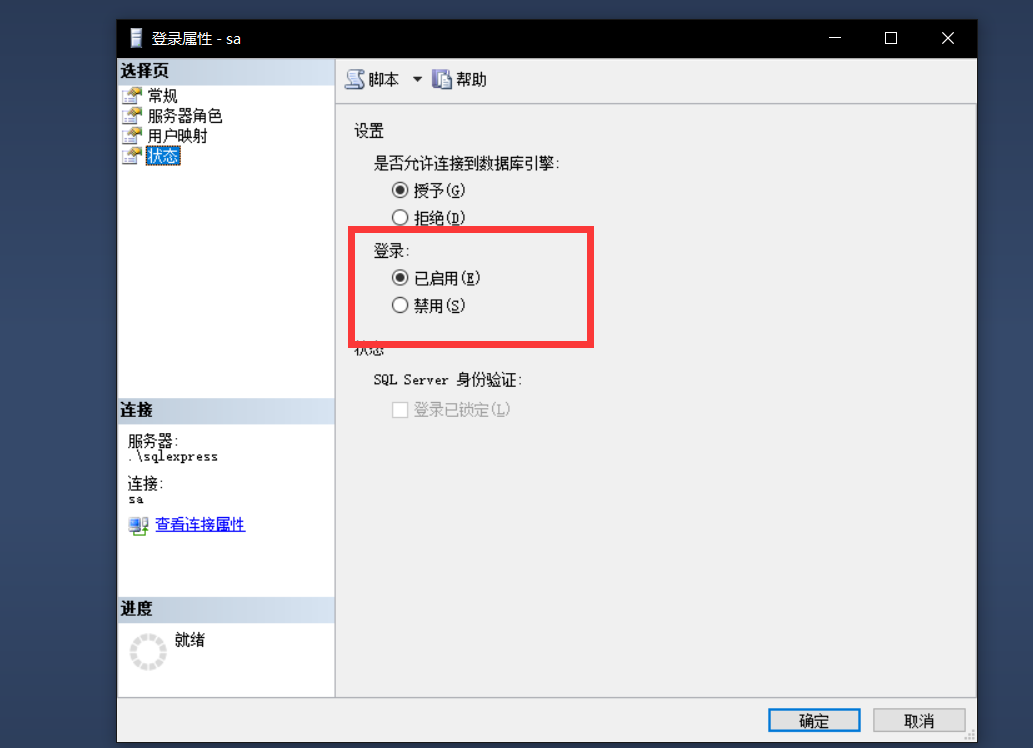 登录属性 - sa
选择页
常规
服务器角色
用户映射
状态
脚本 帮助
设置
是否允许连接到数据库引擎:
授予(G)
拒绝(D)
登录:
已启用(E)
禁用(S)
状态
SQL Server 身份验证:
登录已锁定(L)
连接
服务器:
.\sqlexpress
连接:
sa
查看连接属性
进度
就绪
确定 取消